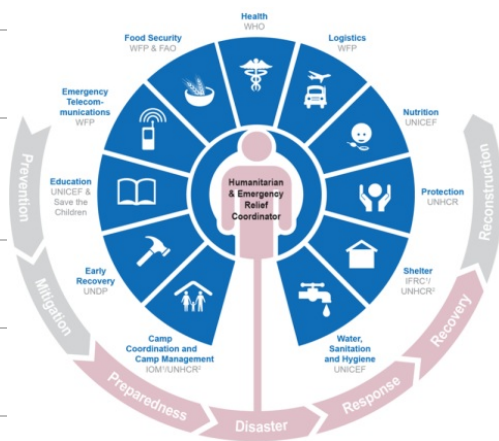 Health
WHO
Logistics
WFP
Nutrition
UNICEF
Protection
UNHCR
Shelter
IFRC¹/
UNHCR²
Water,
Sanitation
and Hygiene
UNICEF
Camp
Coordination and
Camp Management
IOM¹/UNHCR²
Early
Recovery
UNDP
Education
UNICEF &
Save the
Children
Emergency
Telecom-
munications
WFP
Food Security
WFP & FAO
Humanitarian
& Emergency
Relief
Coordinator
Prevention
Mitigation
Preparedness
Disaster
Response
Recovery
Reconstruction